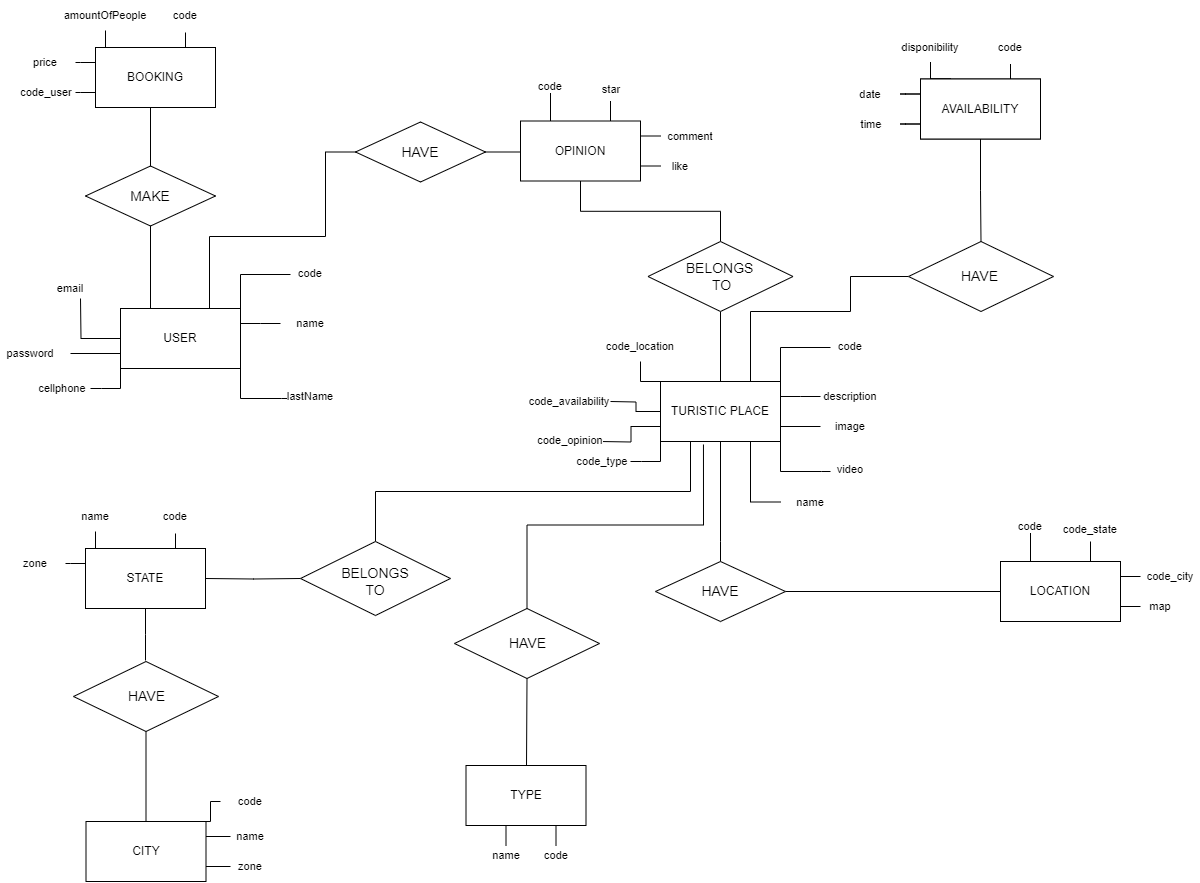 amountOfPeople
code
price
BOOKING
code_user
MAKE
HAVE
code
star
OPINION
comment
like
disponibility
code
date
time
AVAILABILITY
BELONGS
TO
HAVE
email
code
name
USER
password
cellphone
lastName
code_location
code
code_availability
TURISTIC PLACE
description
code_opinion
image
code_type
video
name
name
code
zone
STATE
BELONGS
TO
HAVE
HAVE
code
code_state
LOCATION
code_city
map
HAVE
TYPE
name
code
code
name
CITY
zone